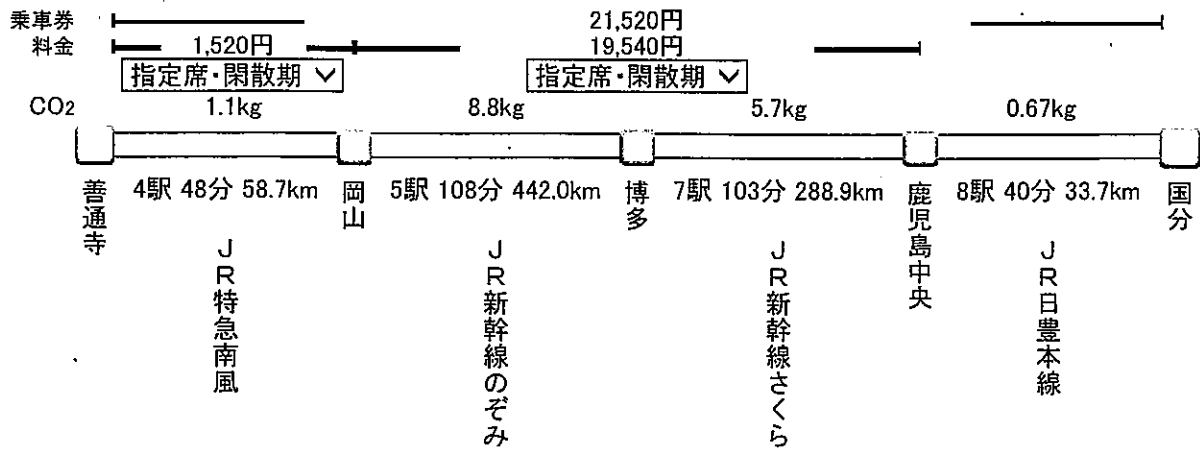 乗車券 21,520円
料金 1,520円 19,540円
指定席・閑散期 指定席・閑散期
CO2 1.1kg 8.8kg 5.7kg 0.67kg
善通寺 4駅 48分 58.7km 岡山 5駅 108分 442.0km 博多 7駅 103分 288.9km 鹿児島中央 8駅 40分 33.7km 国分
JR特急南風
JR新幹線のぞみ
JR新幹線さくら
JR日豊本線